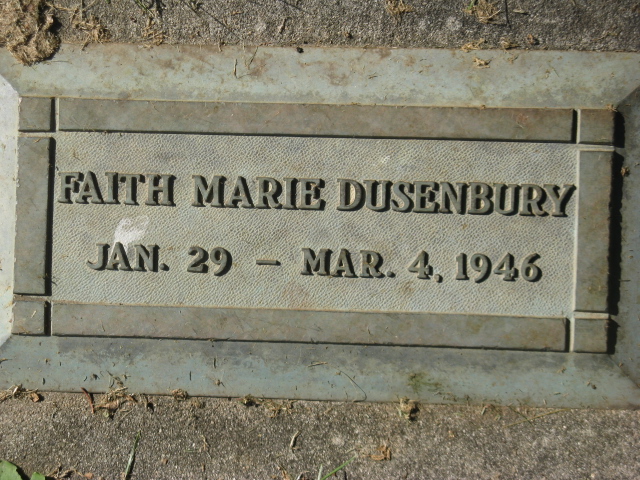 FAITH MARIE DUSENBURY
JAN. 29 – MAR. 4, 1946